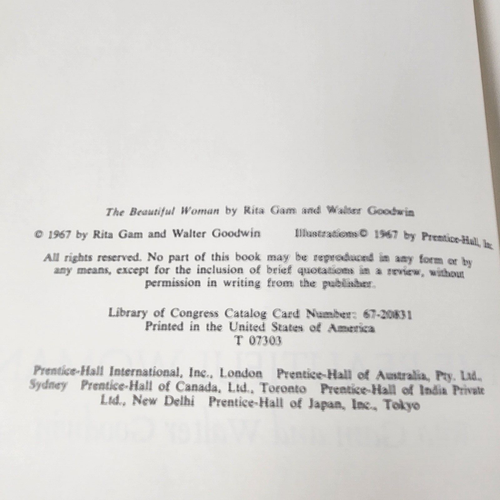 The Beautiful Woman by Rita Gam and Walter Goodwin
© 1967 by Rita Gam and Walter Goodwin Illustrations © 1967 by Prentice-Hall, Inc.
All rights reserved. No part of this book may be reproduced in any form or by
any means, except for the inclusion of brief quotations in a review, without
permission in writing from the publisher.
Library of Congress Catalog Card Number: 67-20831
Printed in the United States of America
T 07303
Prentice-Hall International, Inc., London Prentice-Hall of Australia, Pty. Ltd.,
Sydney Prentice-Hall of Canada, Ltd., Toronto Prentice-Hall of India Private
Ltd., New Delhi Prentice-Hall of Japan, Inc., Tokyo